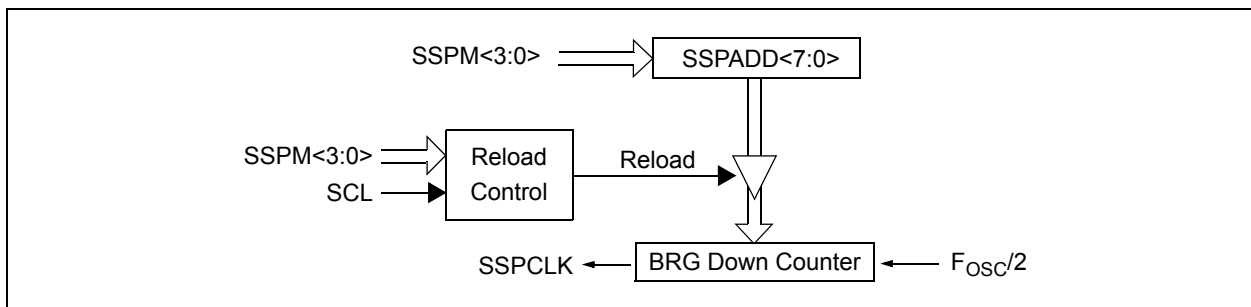 SSPM<3:0>
SSPADD<7:0>
SSPM<3:0>
SCL
Reload
Control
Reload
SSPCLK
BRG Down Counter
FOSC/2